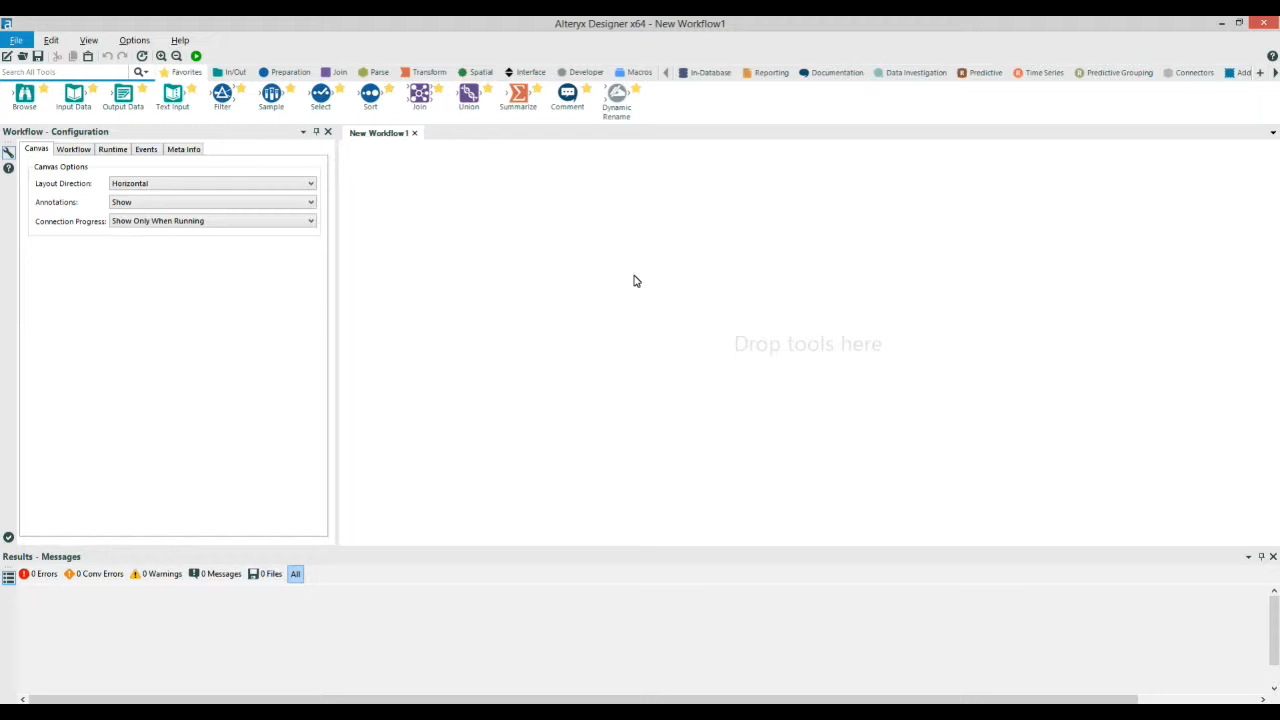 Alteryx Designer x64 - New Workflow1
File Edit View Options Help
Search All Tools Favorites In/Out Preparation Join Parse Transform Spatial Interface Developer Macros In-Database Reporting Documentation Data Investigation Predictive Time Series Predictive Grouping Connectors Add
Browse Input Data Output Data Text Input Filter Sample Select Sort Join Union Summarize Comment Dynamic Rename
Workflow - Configuration
New Workflow1
Canvas Workflow Runtime Events Meta Info
Canvas Options
Layout Direction: Horizontal
Annotations: Show
Connection Progress: Show Only When Running
Drop tools here
Results - Messages
0 Errors 0 Conv Errors 0 Warnings 0 Messages 0 Files All